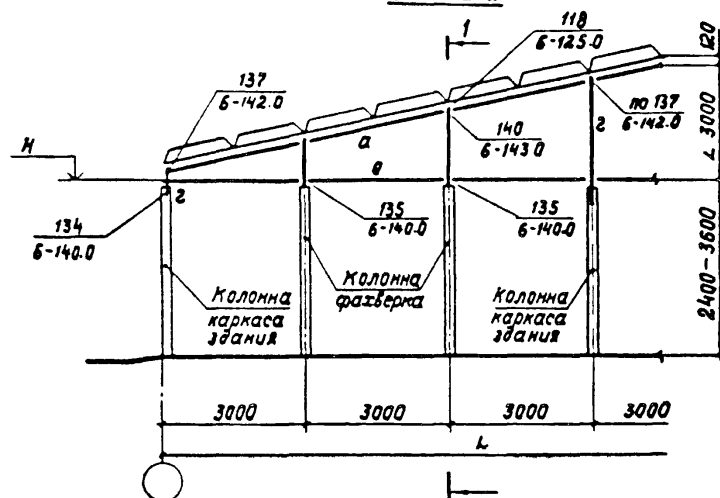 1
118
6-125.0
120
137
6-142.0
по 137
6-142.0
140
6-143.0
а
г
∠ 3000
Н
в
г
134
6-140.0
135
6-140.0
135
6-140.0
2400-3600
Колонна
каркаса
здания
Колонна
фахверка
Колонна
каркаса
здания
3000
3000
3000
3000
L